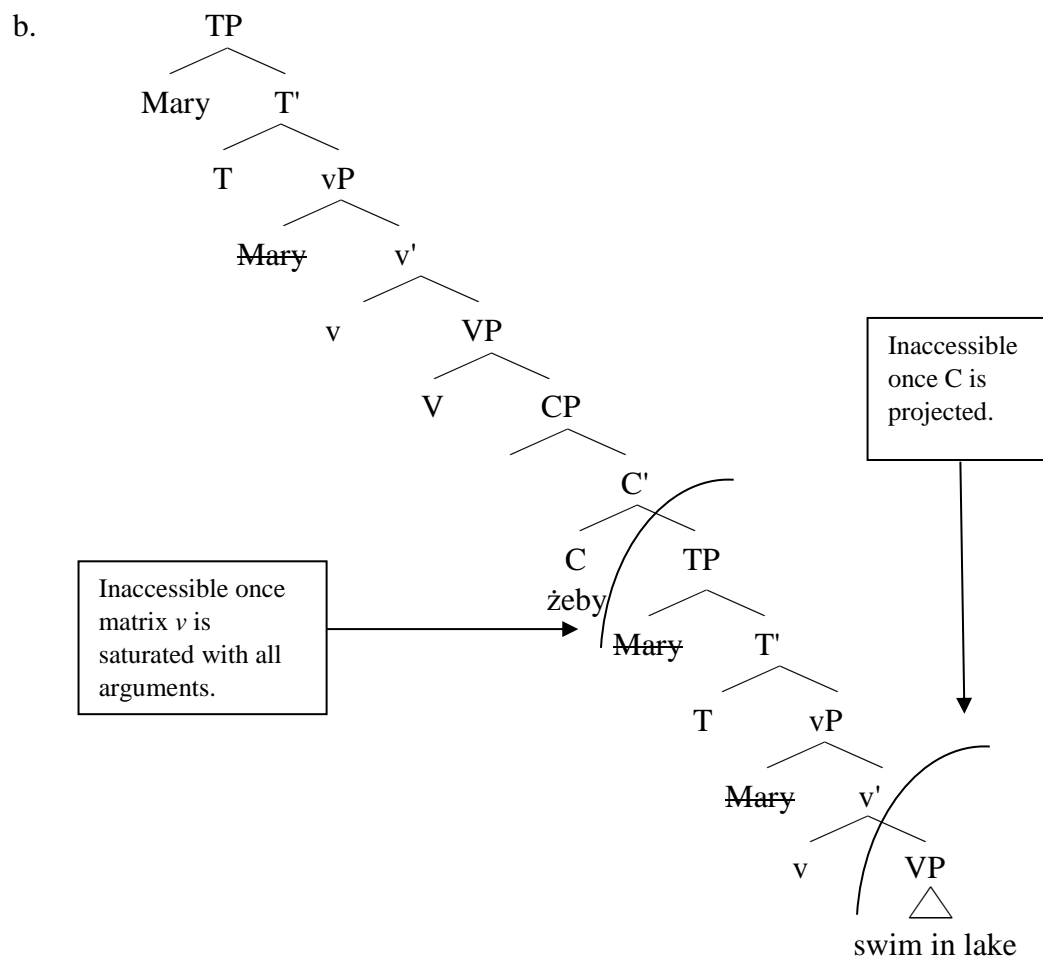 b.
TP
Mary T'
T vP
Mary v'
v VP
Inaccessible
once C is
projected.
V CP
C'
C TP
żeby
Inaccessible once
matrix v is
saturated with all
arguments.
Mary T'
T vP
Mary v'
v VP
swim in lake